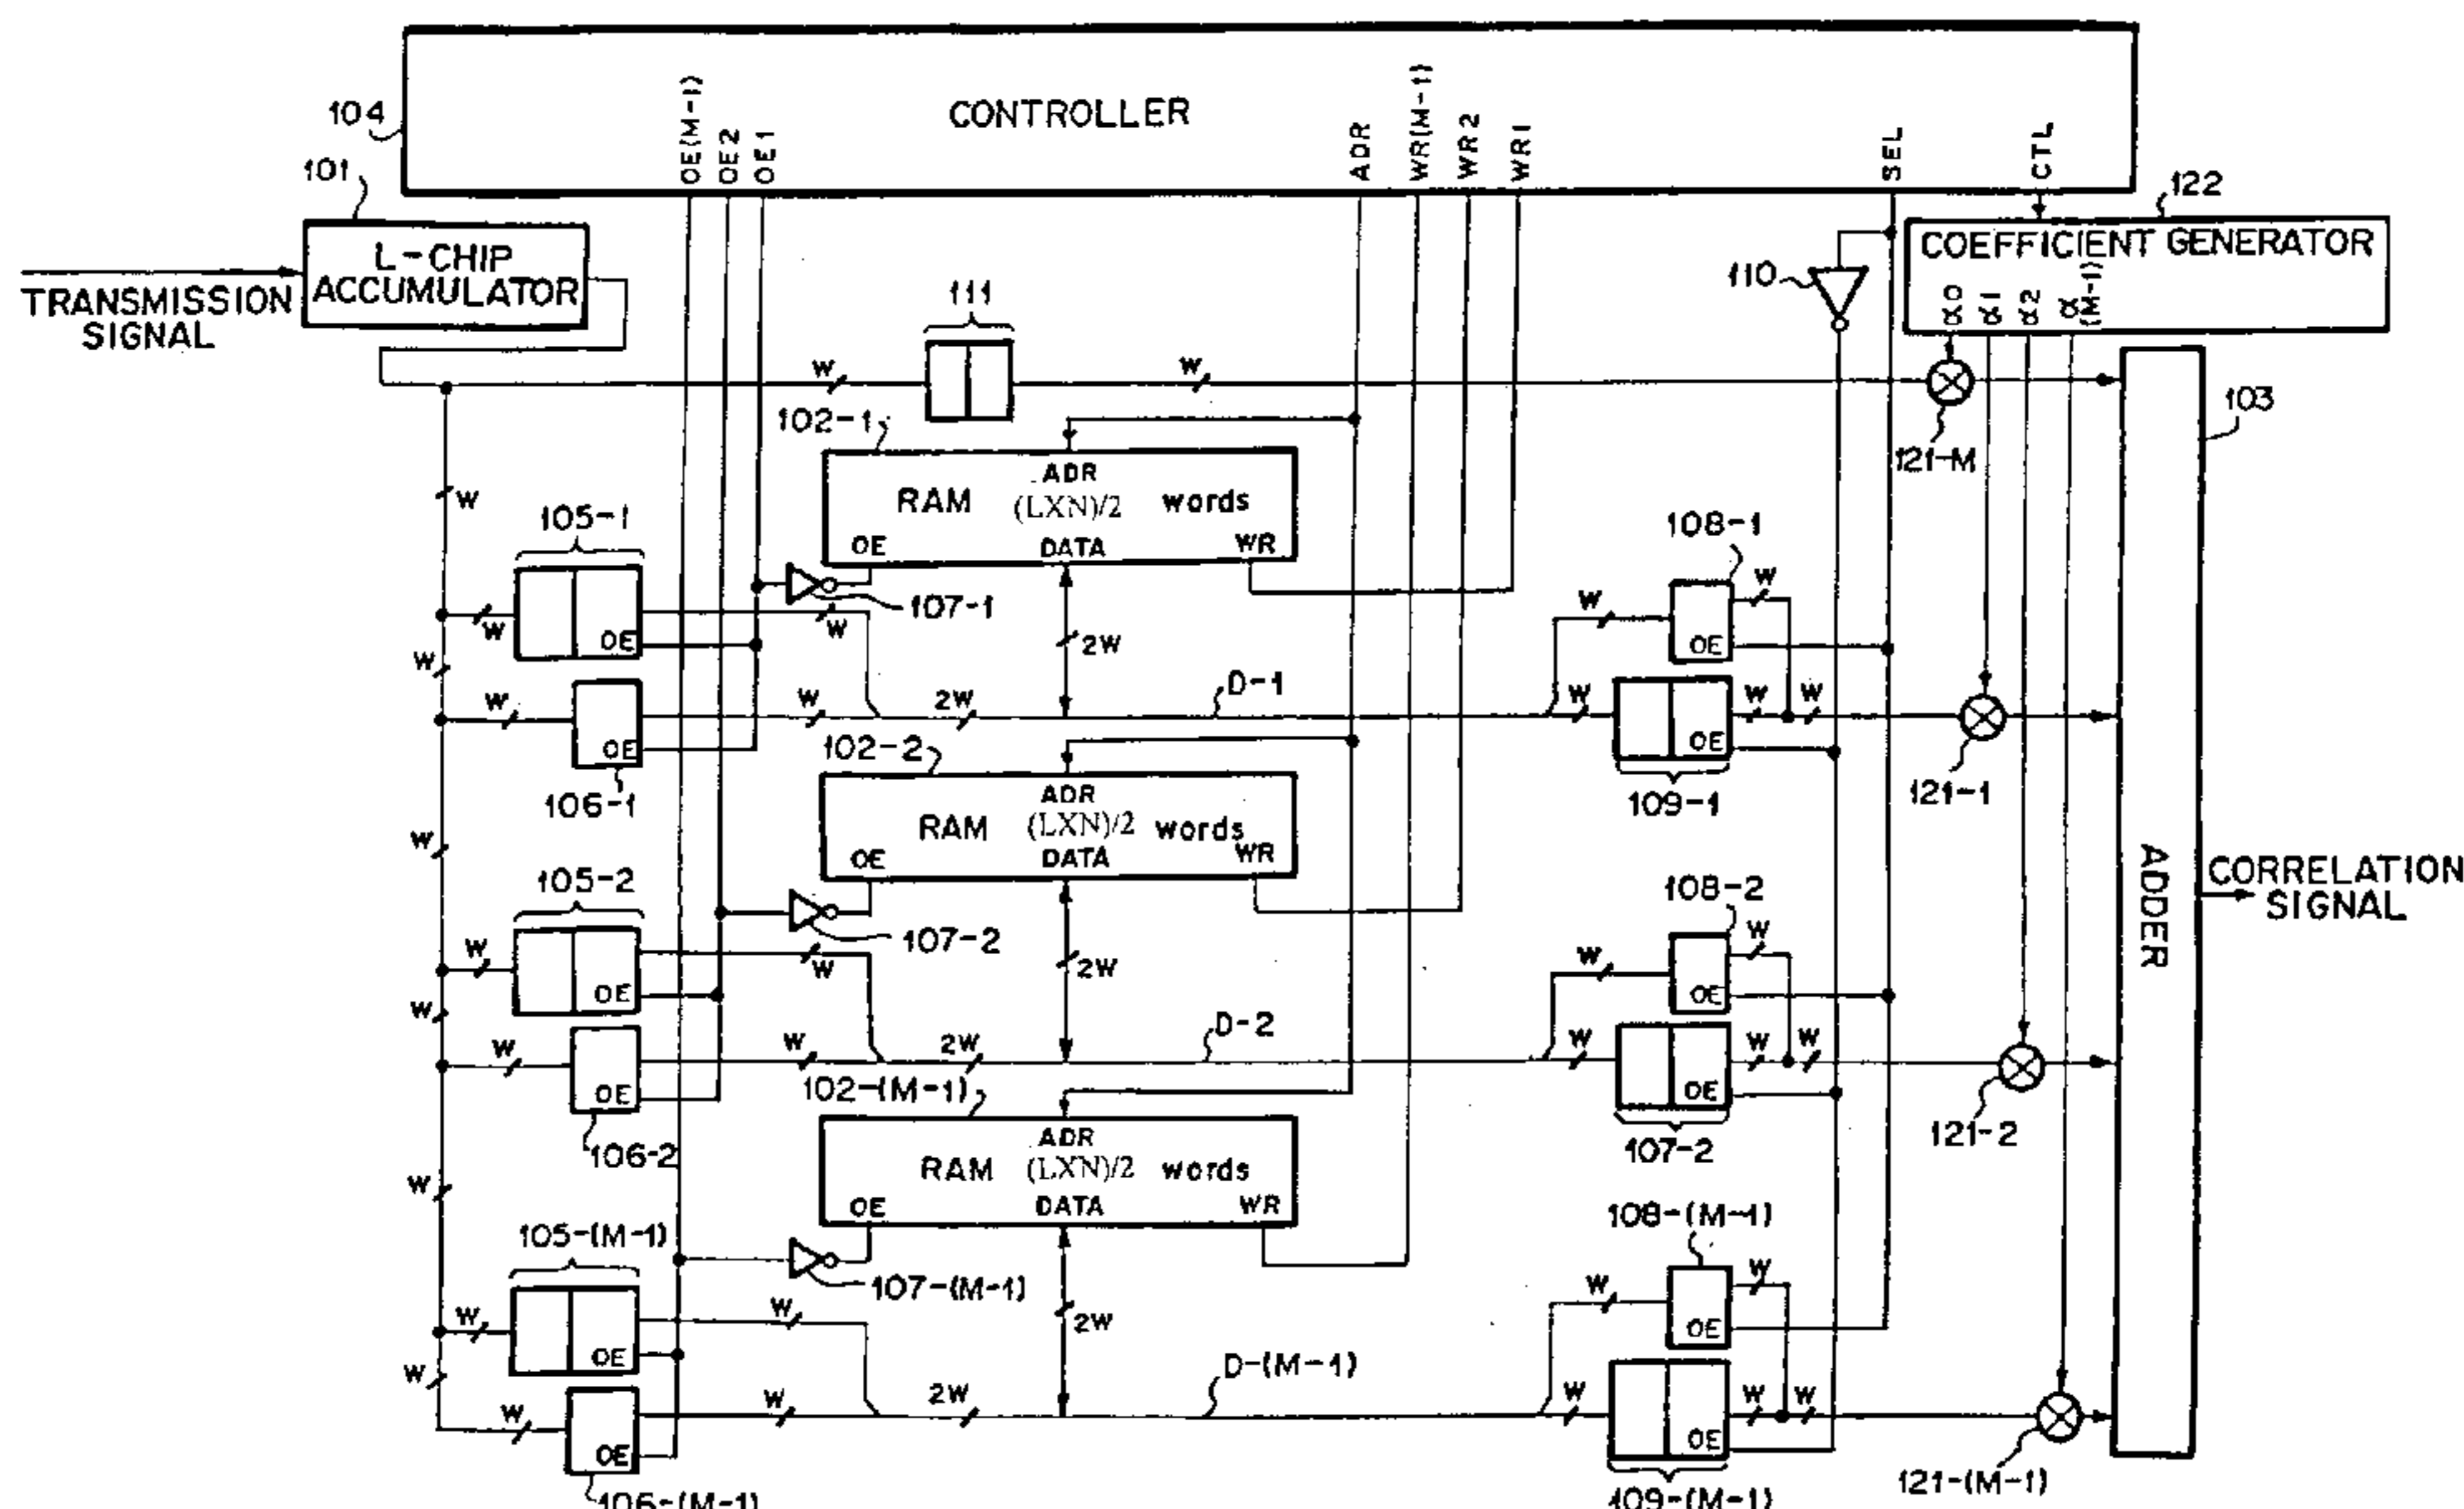 CONTROLLER
104
OE(M-1)
OE2
OE1
ADR
WR(M-1)
WR2
WR1
SEL
CTL
101
L-CHIP
ACCUMULATOR
TRANSMISSION
SIGNAL
122
COEFFICIENT GENERATOR
α0
α1
α2
α
(M-1)
110
111
W
W
121-M
103
102-1
ADR
RAM (LXN)/2 words
OE DATA WR
W
105-1
OE
W
W
107-1
2W
108-1
W
W
OE
W
W
106-1
OE
W
2W
D-1
W
109-1
OE
W
W
121-1
102-2
ADR
RAM (LXN)/2 words
OE DATA WR
W
105-2
OE
W
W
107-2
2W
108-2
W
W
OE
W
W
106-2
OE
W
2W
D-2
W
107-2
OE
W
W
121-2
ADDER
CORRELATION
SIGNAL
102-(M-1)
ADR
RAM (LXN)/2 words
OE DATA WR
W
105-(M-1)
OE
W
W
107-(M-1)
2W
108-(M-1)
W
W
OE
W
W
106-(M-1)
OE
W
2W
D-(M-1)
W
109-(M-1)
OE
W
W
121-(M-1)